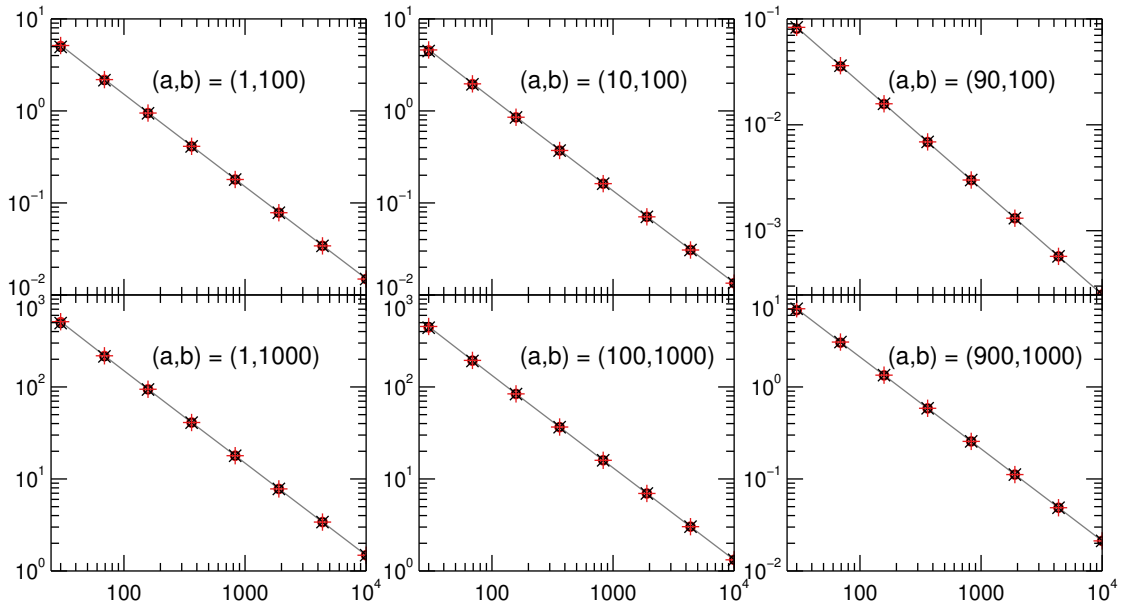 10^1
10^0
10^-1
10^-2
(a,b) = (1,100)
10^1
10^0
10^-1
10^-2
(a,b) = (10,100)
10^-1
10^-2
10^-3
(a,b) = (90,100)
10^3
10^2
10^1
10^0
(a,b) = (1,1000)
100 1000 10^4
10^3
10^2
10^1
10^0
(a,b) = (100,1000)
100 1000 10^4
10^1
10^0
10^-1
10^-2
(a,b) = (900,1000)
100 1000 10^4